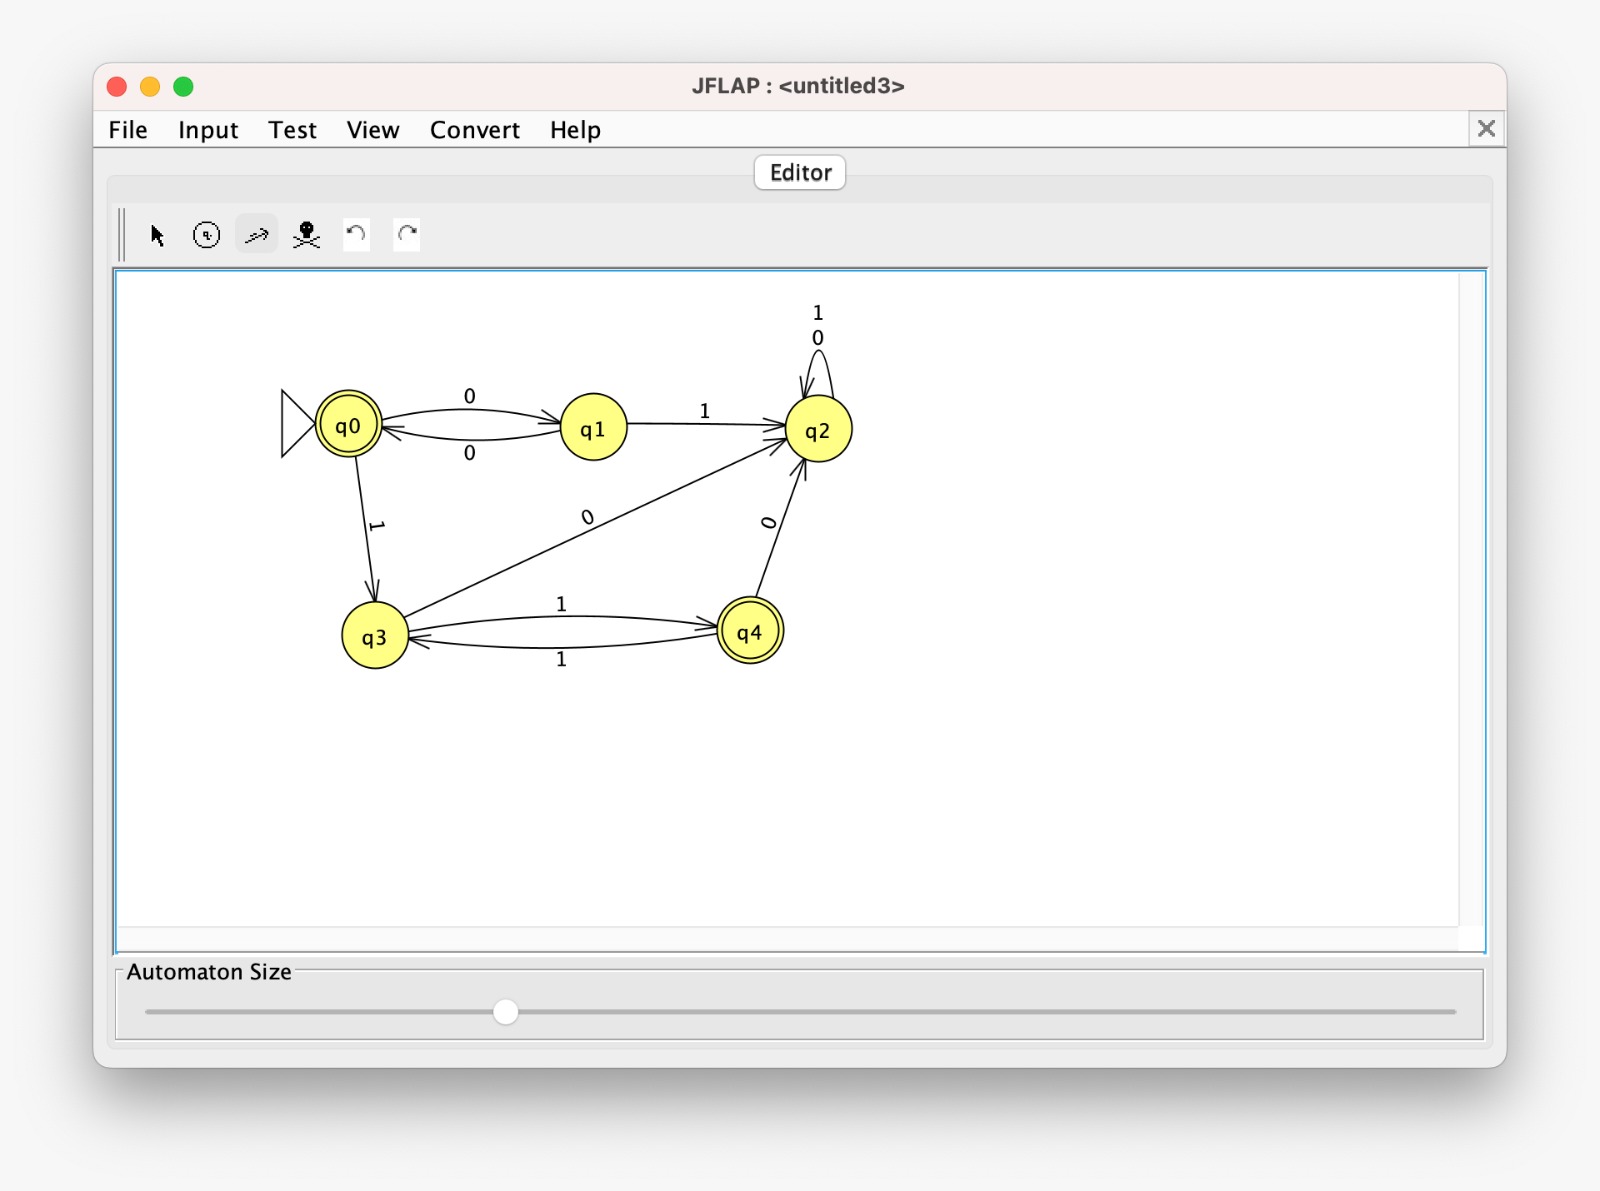 JFLAP : <untitled3>
File Input Test View Convert Help
Editor
1
0
0
q0
q1
1
q2
0
1
0
0
1
q3
q4
1
Automaton Size